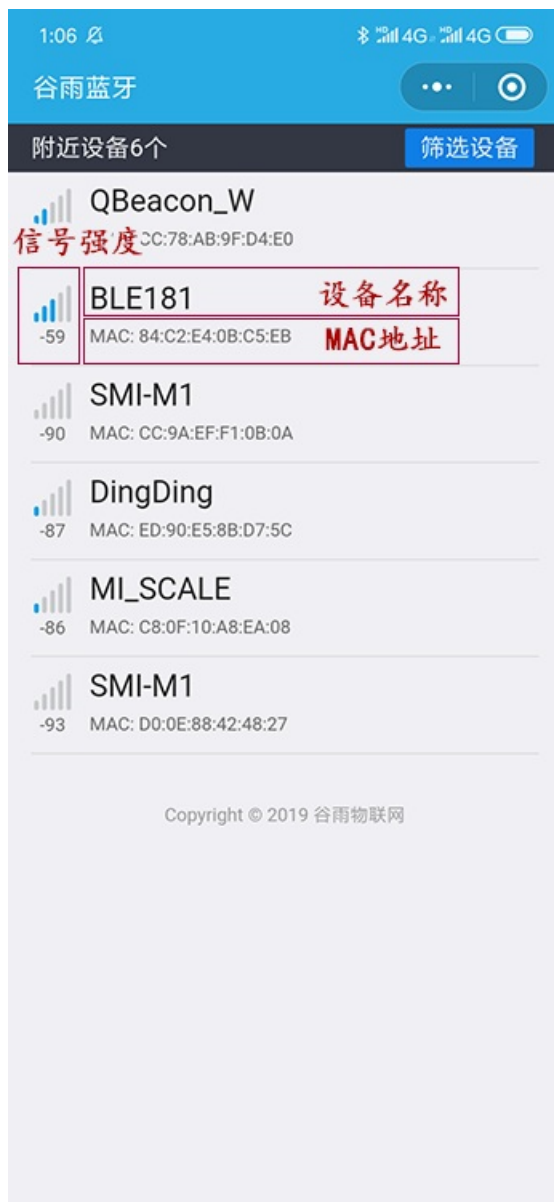 1:06 HD 4G HD 4G
谷雨蓝牙
附近设备6个 筛选设备
QBeacon_W
信号强度 CC:78:AB:9F:D4:E0
BLE181 设备名称
-59 MAC: 84:C2:E4:0B:C5:EB MAC地址
SMI-M1
-90 MAC: CC:9A:EF:F1:0B:0A
DingDing
-87 MAC: ED:90:E5:8B:D7:5C
MI_SCALE
-86 MAC: C8:0F:10:A8:EA:08
SMI-M1
-93 MAC: D0:0E:88:42:48:27
Copyright © 2019 谷雨物联网